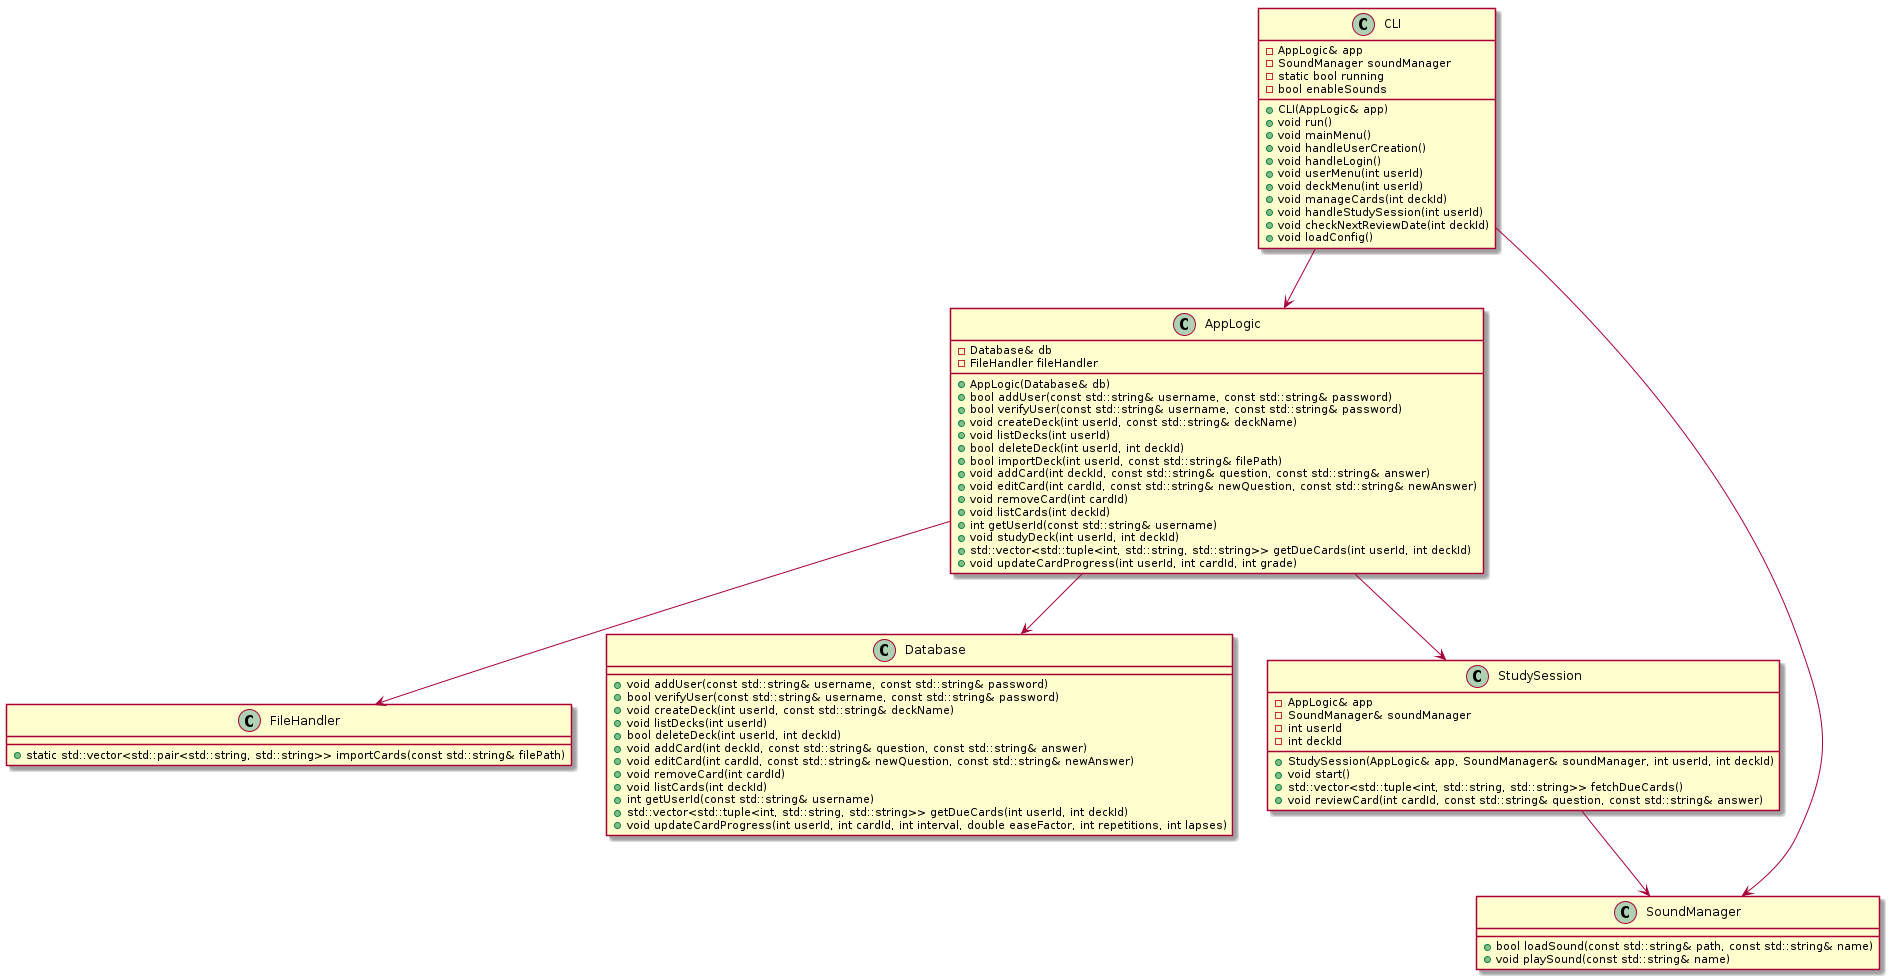 C CLI
AppLogic& app
SoundManager soundManager
static bool running
bool enableSounds
CLI(AppLogic& app)
void run()
void mainMenu()
void handleUserCreation()
void handleLogin()
void userMenu(int userId)
void deckMenu(int userId)
void manageCards(int deckId)
void handleStudySession(int userId)
void checkNextReviewDate(int deckId)
void loadConfig()
C AppLogic
Database& db
FileHandler fileHandler
AppLogic(Database& db)
bool addUser(const std::string& username, const std::string& password)
bool verifyUser(const std::string& username, const std::string& password)
void createDeck(int userId, const std::string& deckName)
void listDecks(int userId)
bool deleteDeck(int userId, int deckId)
bool importDeck(int userId, const std::string& filePath)
void addCard(int deckId, const std::string& question, const std::string& answer)
void editCard(int cardId, const std::string& newQuestion, const std::string& newAnswer)
void removeCard(int cardId)
void listCards(int deckId)
int getUserId(const std::string& username)
void studyDeck(int userId, int deckId)
std::vector<std::tuple<int, std::string, std::string>> getDueCards(int userId, int deckId)
void updateCardProgress(int userId, int cardId, int grade)
C FileHandler
static std::vector<std::pair<std::string, std::string>> importCards(const std::string& filePath)
C Database
void addUser(const std::string& username, const std::string& password)
bool verifyUser(const std::string& username, const std::string& password)
void createDeck(int userId, const std::string& deckName)
void listDecks(int userId)
bool deleteDeck(int userId, int deckId)
void addCard(int deckId, const std::string& question, const std::string& answer)
void editCard(int cardId, const std::string& newQuestion, const std::string& newAnswer)
void removeCard(int cardId)
void listCards(int deckId)
int getUserId(const std::string& username)
std::vector<std::tuple<int, std::string, std::string>> getDueCards(int userId, int deckId)
void updateCardProgress(int userId, int cardId, int interval, double easeFactor, int repetitions, int lapses)
C StudySession
AppLogic& app
SoundManager& soundManager
int userId
int deckId
StudySession(AppLogic& app, SoundManager& soundManager, int userId, int deckId)
void start()
std::vector<std::tuple<int, std::string, std::string>> fetchDueCards()
void reviewCard(int cardId, const std::string& question, const std::string& answer)
C SoundManager
bool loadSound(const std::string& path, const std::string& name)
void playSound(const std::string& name)